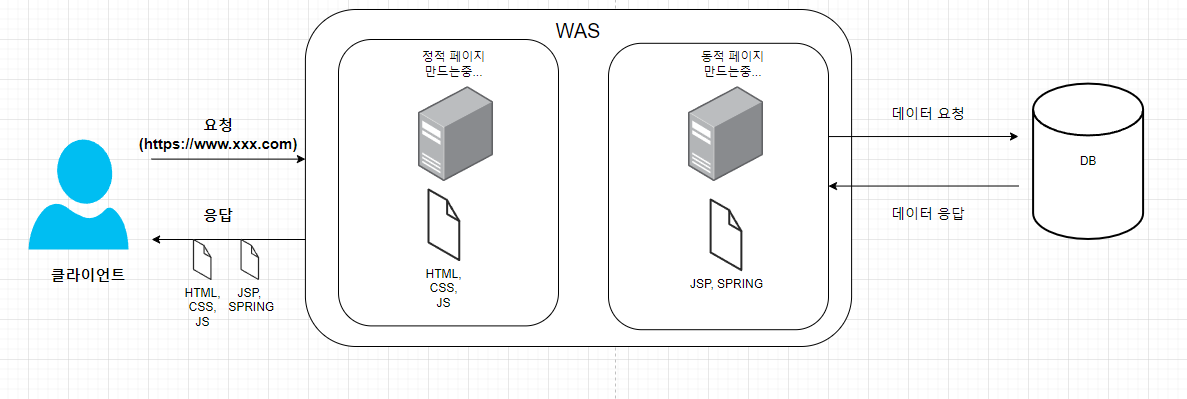 WAS
정적 페이지
만드는중...
동적 페이지
만드는중...
요청
(https://www.xxx.com)
응답
클라이언트
HTML,
CSS,
JS
JSP,
SPRING
HTML,
CSS,
JS
JSP, SPRING
데이터 요청
데이터 응답
DB